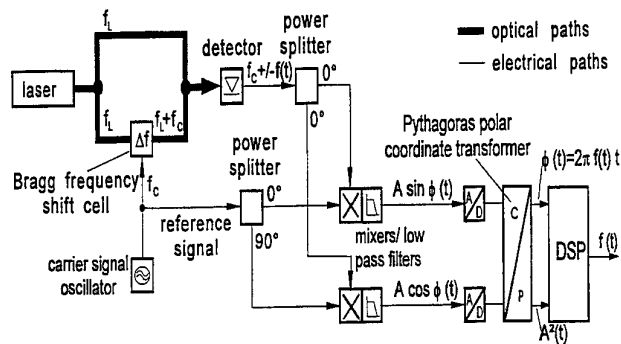 f_L
power
splitter
optical paths
electrical paths
detector
f_C+/-f(t)
0°
laser
f_L
f_L+f_C
Δf
0°
power
splitter
Pythagoras polar
coordinate transformer
ϕ(t)=2π f(t) t
Bragg frequency
shift cell
f_C
0°
A sin ϕ (t)
A/D
C
reference
signal
90°
mixers/ low
pass filters
DSP
f (t)
carrier signal
oscillator
A cos ϕ (t)
A/D
P
A²(t)